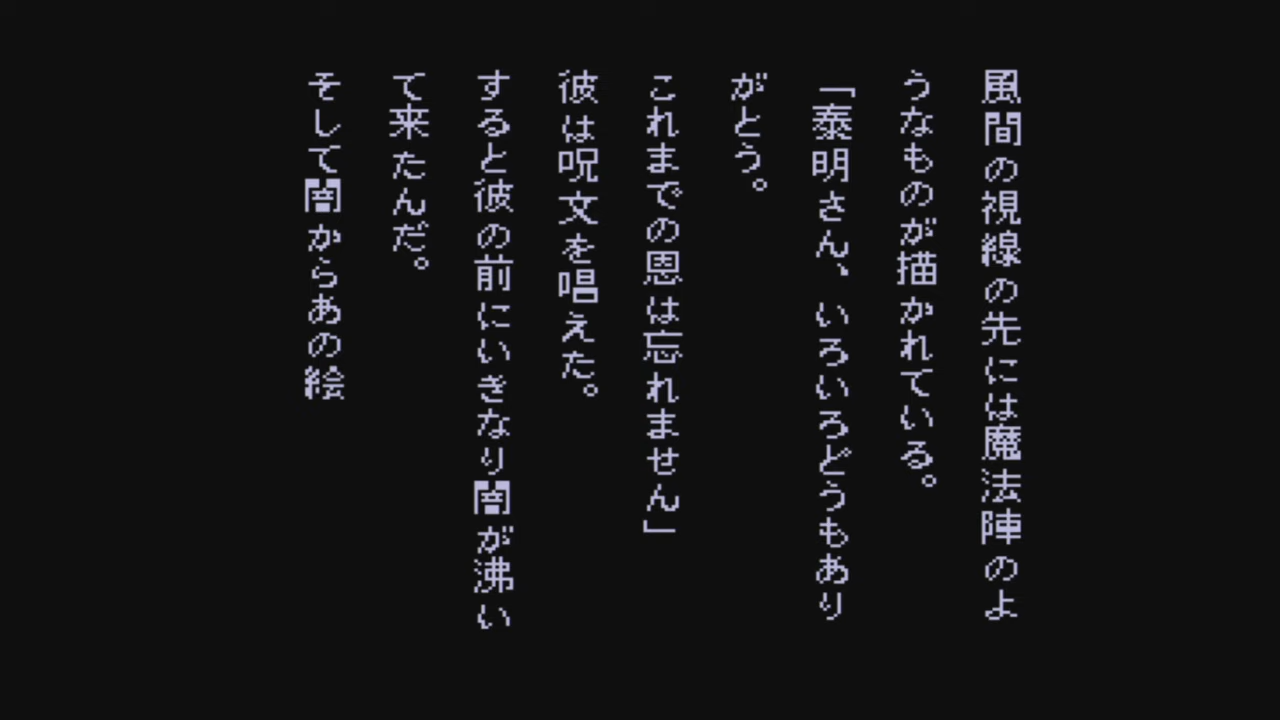 風間の視線の先には魔法陣のよ
うなものが描かれている。
「泰明さん、いろいろどうもあり
がとう。
これまでの恩は忘れません」
彼は呪文を唱えた。
すると彼の前にいきなり闇が沸い
て来たんだ。
そして闇からあの絵